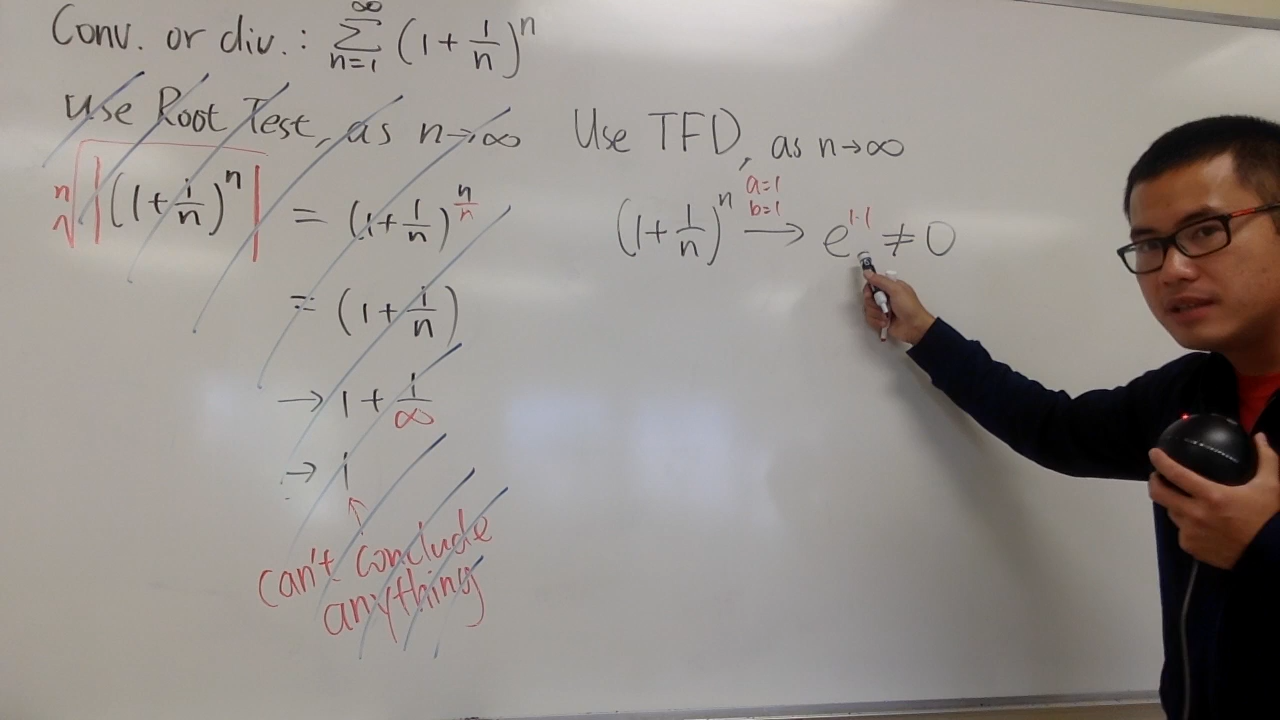 Conv. or div.: ∞∑n=1 (1+1/n)^n
Use Root Test, as n→∞
ⁿ√|(1+1/n)^n| = (1+1/n)^(n/n)
= (1+1/n)
→ 1+1/∞
→ 1
can't conclude
anything
Use TFD, as n→∞
a=1
b=1
(1+1/n)^n → e^(1·1) ≠ 0